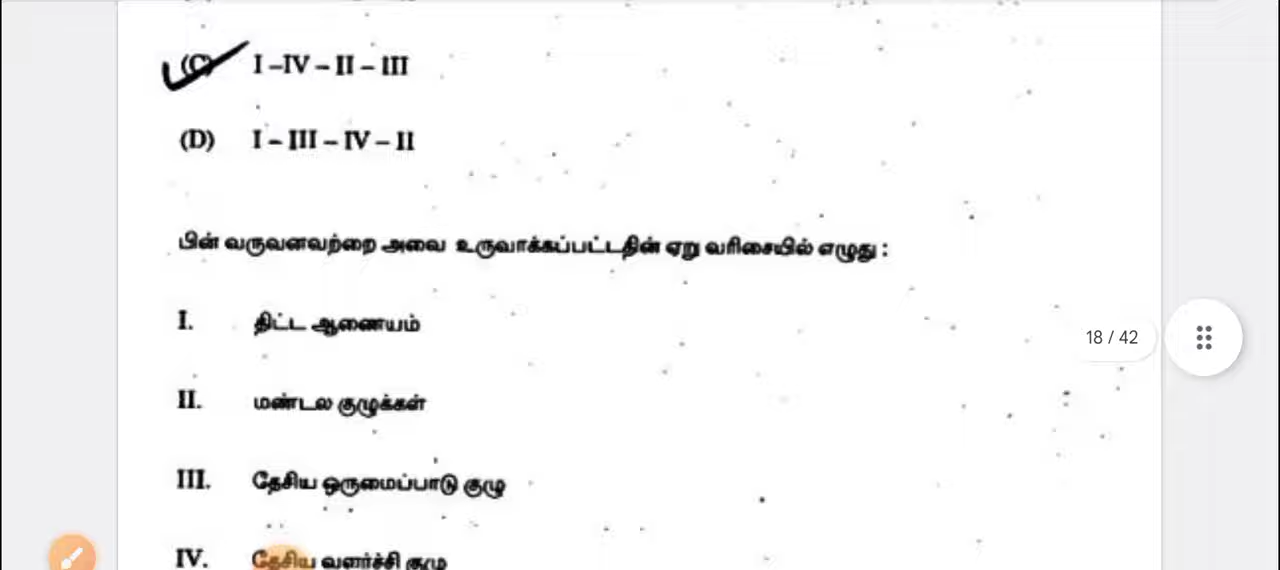 (C) I –IV – II – III
(D) I – III – IV – II
பின் வருவனவற்றை அவை உருவாக்கப்பட்டதின் ஏறு வரிசையில் எழுது :
I. திட்ட ஆணையம்
18 / 42
II. மண்டல குழுக்கள்
III. தேசிய ஒருமைப்பாடு குழு
IV. தேசிய வளர்ச்சி குழு